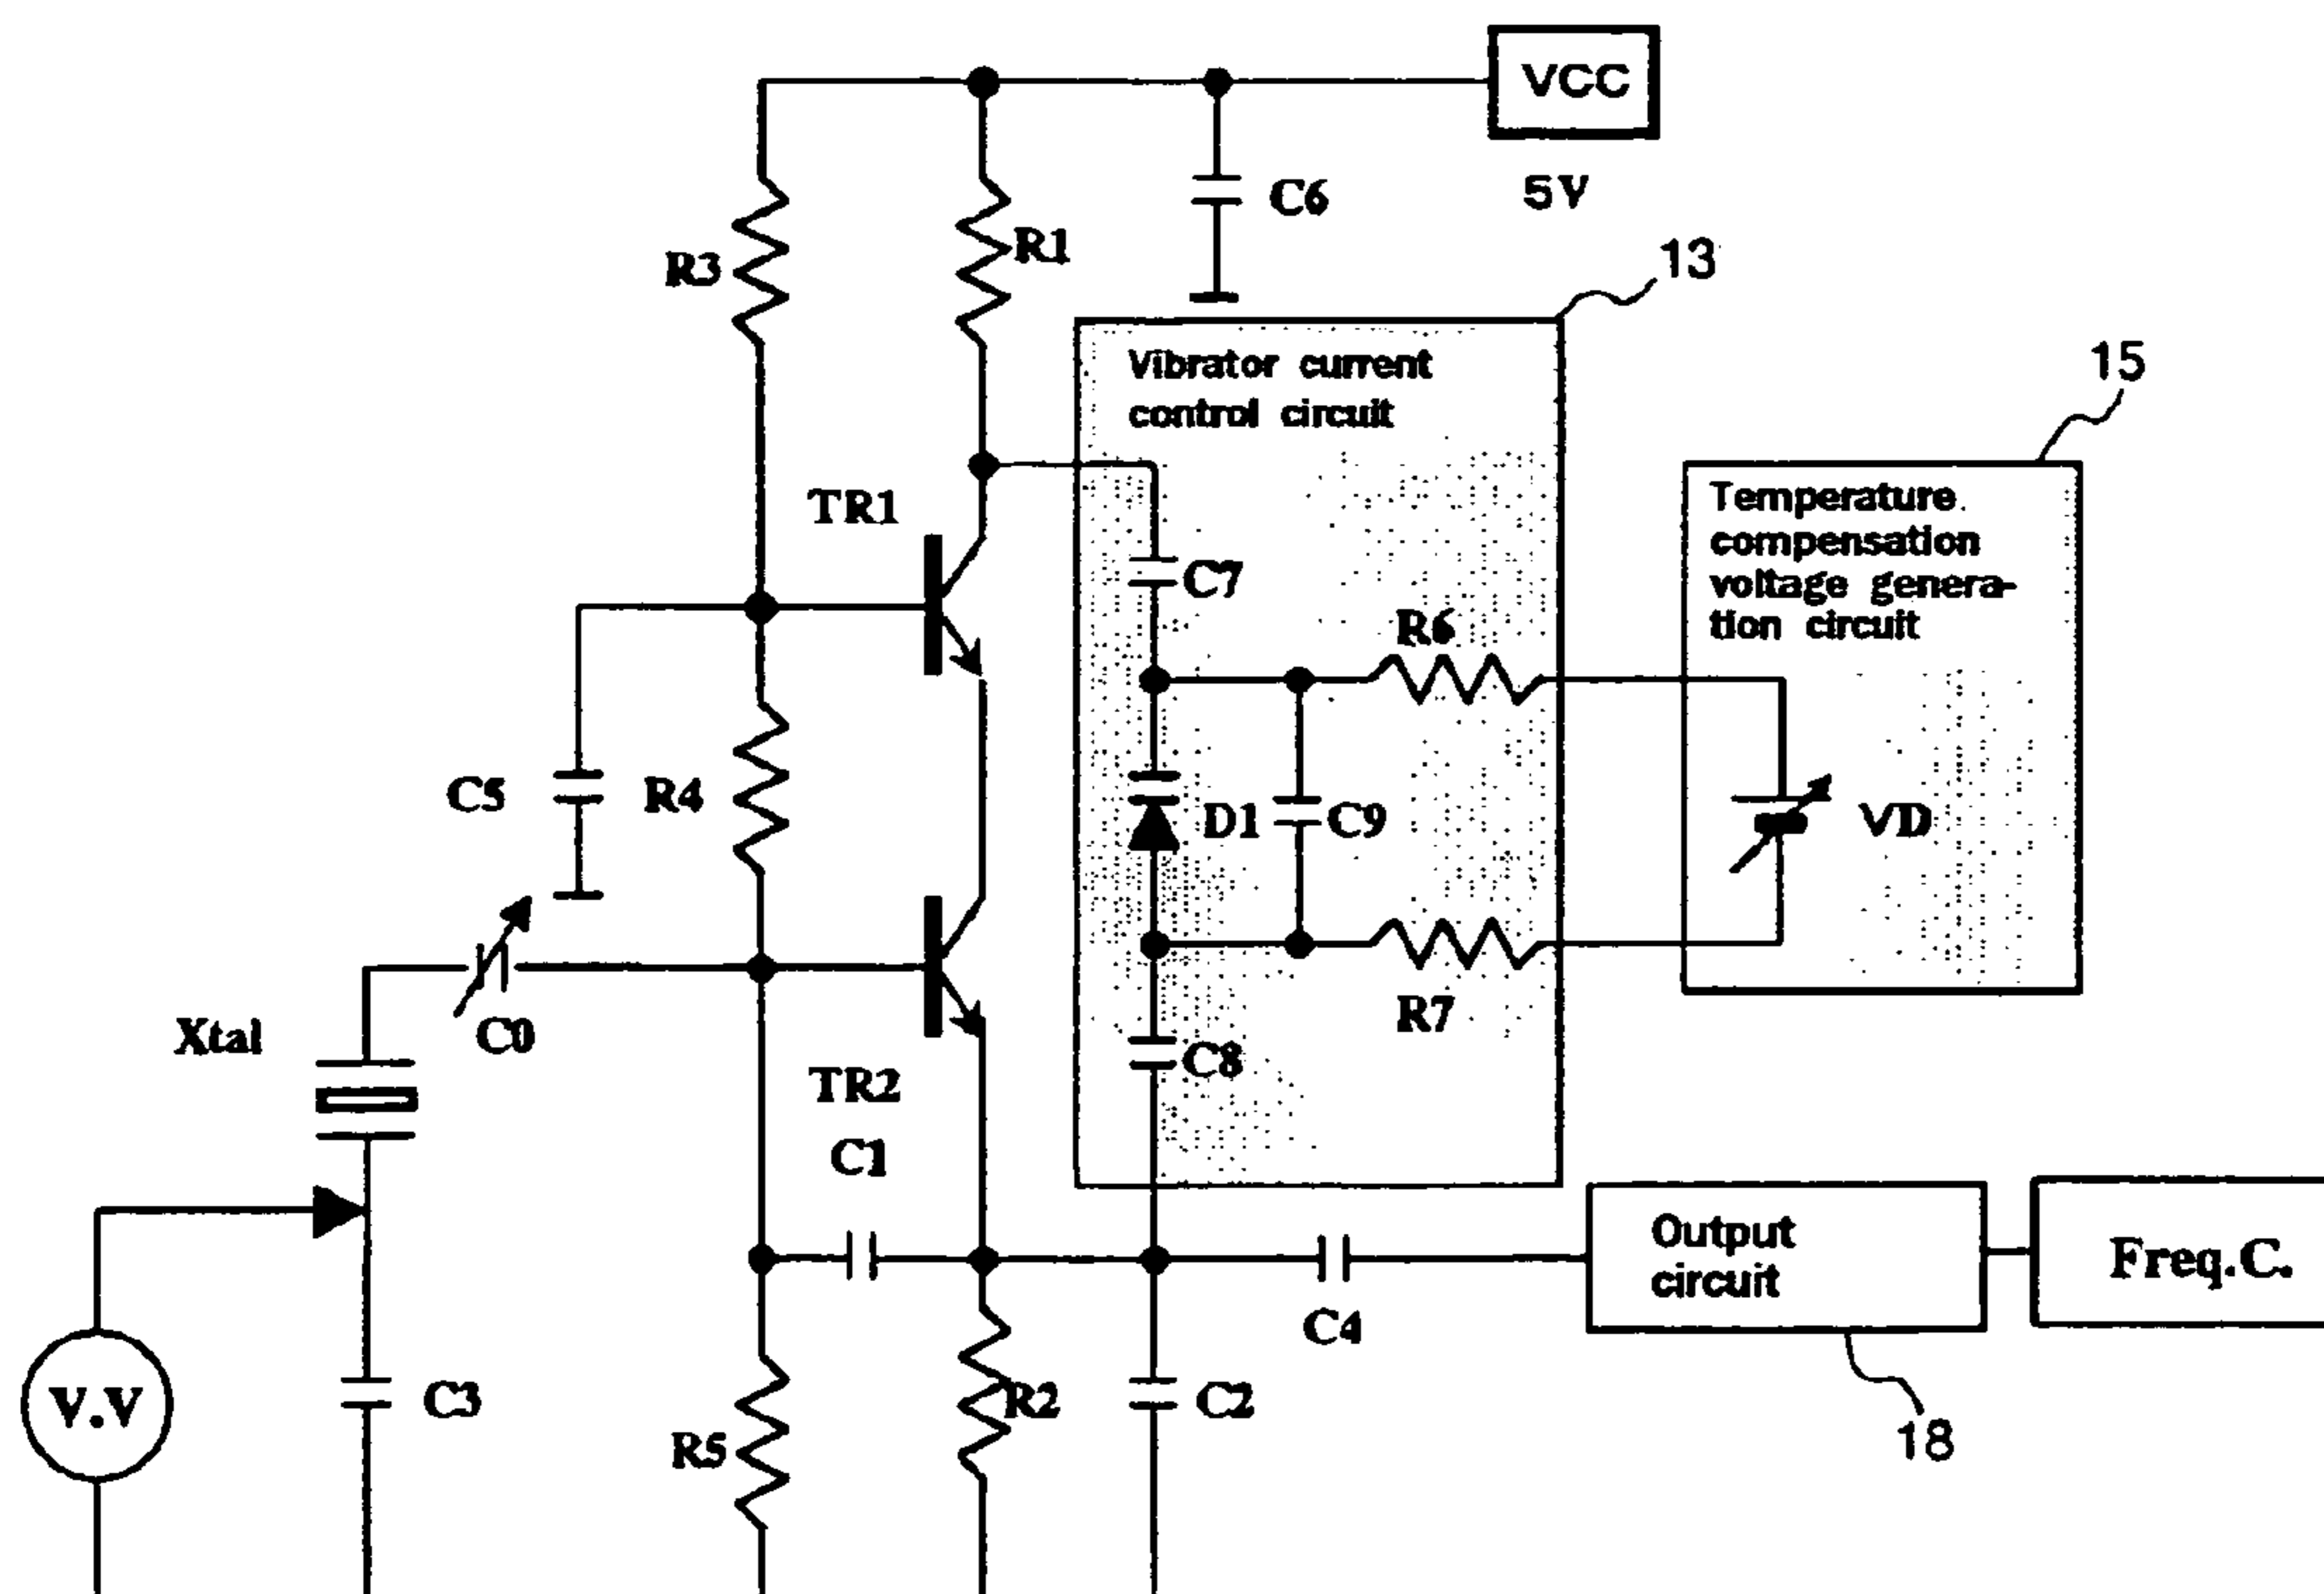 VCC
5V
C6
R3
R1
13
Vibrator current
control circuit
15
Temperature
compensation
voltage genera-
tion circuit
TR1
C7
R6
C5
R4
D1
C9
VD
Xtal
C0
R7
C8
TR2
C1
Output
circuit
Freq.C.
C4
V.V
C3
R5
R2
C2
18